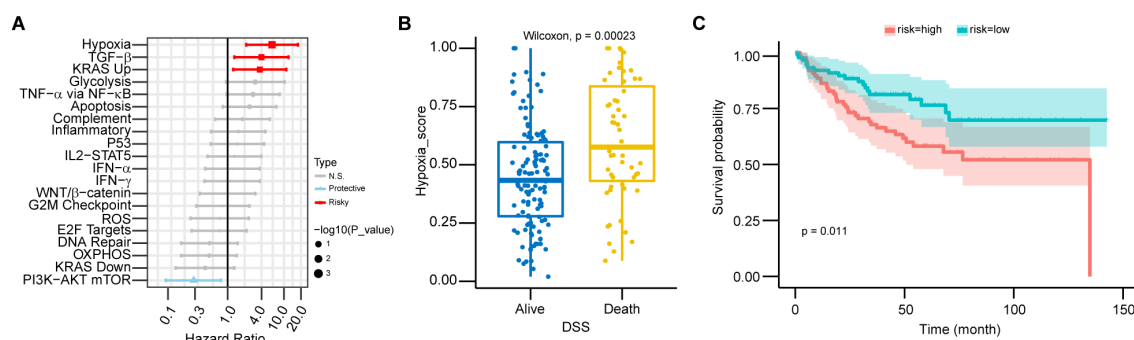 A
Hypoxia
TGF−β
KRAS Up
Glycolysis
TNF−α via NF−κB
Apoptosis
Complement
Inflammatory
P53
IL2−STAT5
IFN−α
IFN−γ
WNT/β−catenin
G2M Checkpoint
ROS
E2F Targets
DNA Repair
OXPHOS
KRAS Down
PI3K−AKT mTOR
0.1
0.3
1.0
4.0
10.0
20.0
Hazard Ratio
Type
N.S.
Protective
Risky
−log10(P_value)
1
2
3
B
Wilcoxon, p = 0.00023
Hypoxia_score
1.00
0.75
0.50
0.25
0.00
Alive
Death
DSS
C
risk=high
risk=low
Survival probability
1.00
0.75
0.50
0.25
0.00
p = 0.011
0
50
100
150
Time (month)